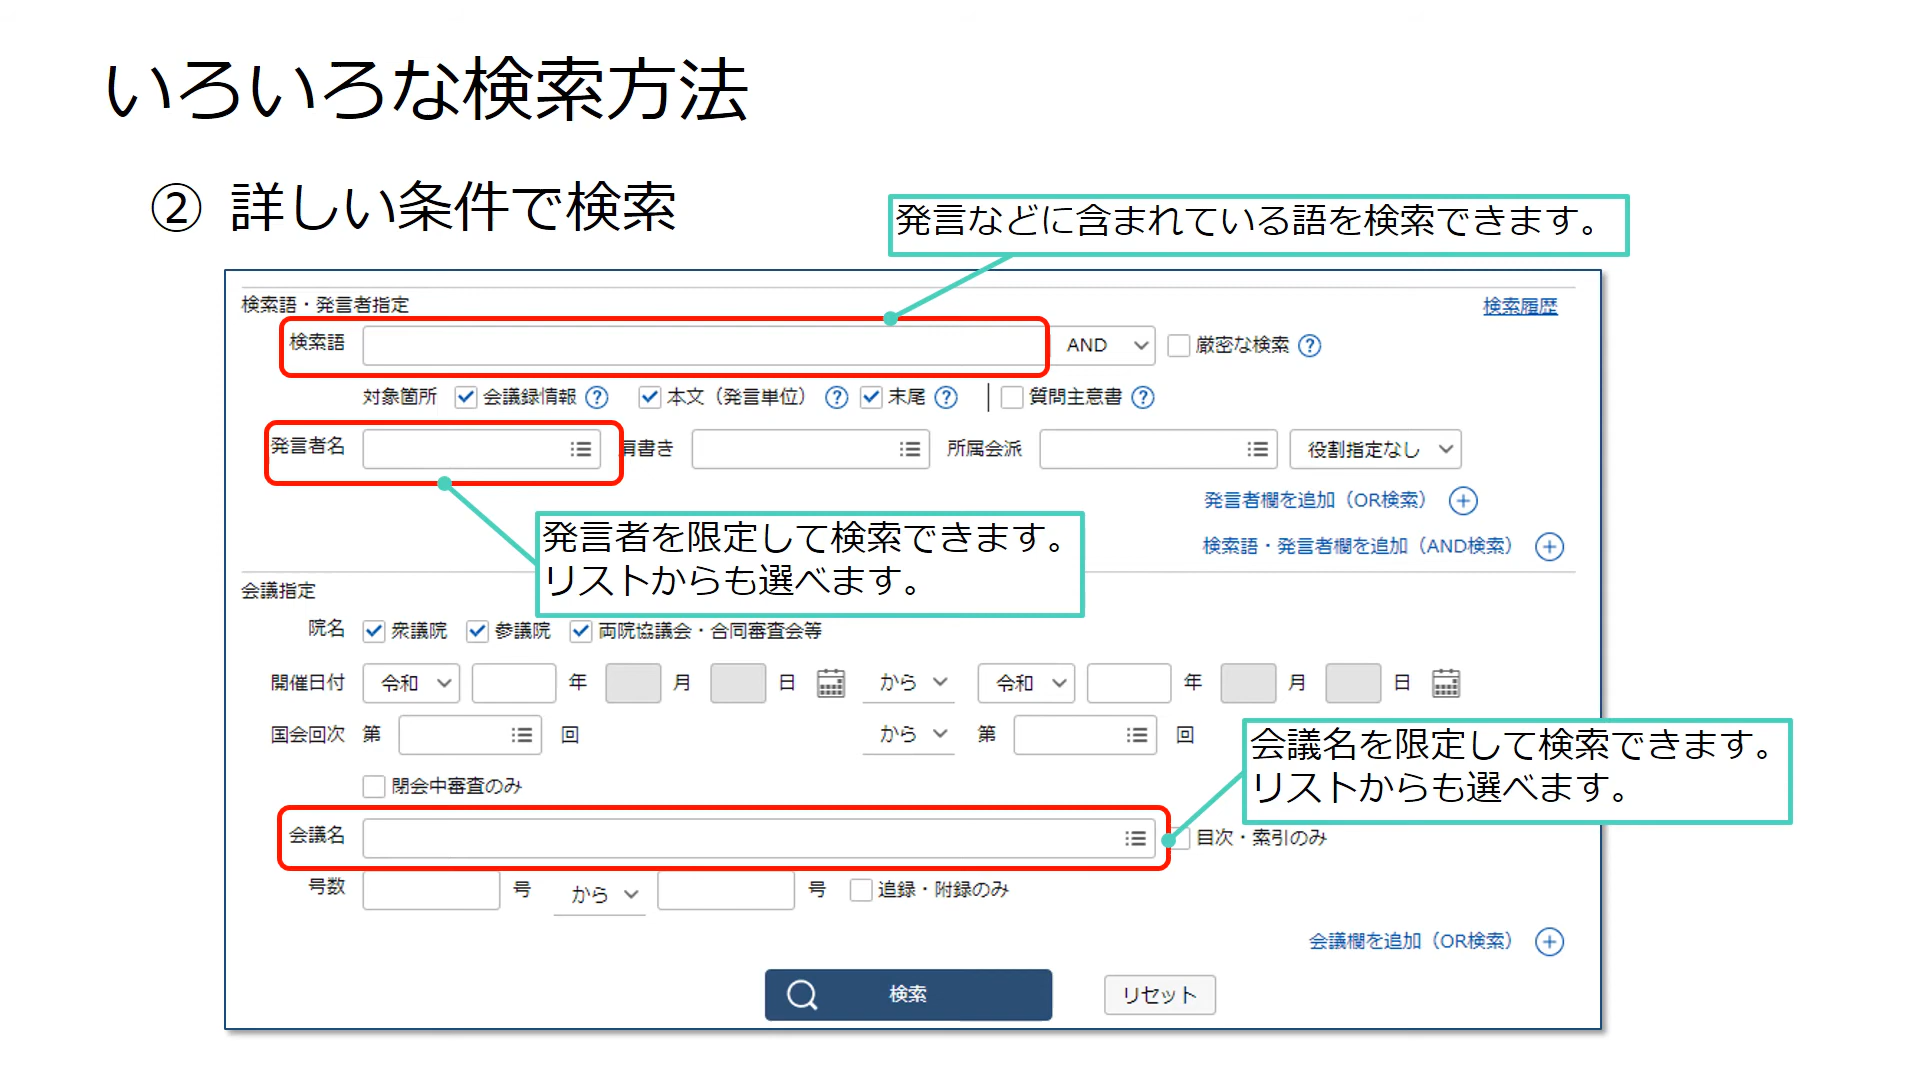 いろいろな検索方法
② 詳しい条件で検索
発言などに含まれている語を検索できます。
検索語・発言者指定 検索履歴
検索語 AND 厳密な検索 ?
対象箇所 会議録情報 ? 本文（発言単位） ? 末尾 ? 質問主意書 ?
発言者名 肩書き 所属会派 役割指定なし
発言者欄を追加（OR検索）
発言者を限定して検索できます。
リストからも選べます。
検索語・発言者欄を追加（AND検索）
会議指定
院名 衆議院 参議院 両院協議会・合同審査会等
開催日付 令和 年 月 日 から 令和 年 月 日
国会回次 第 回 から 第 回
会議名を限定して検索できます。
リストからも選べます。
閉会中審査のみ
会議名 目次・索引のみ
号数 号 から 号 追録・附録のみ
会議欄を追加（OR検索）
検索 リセット